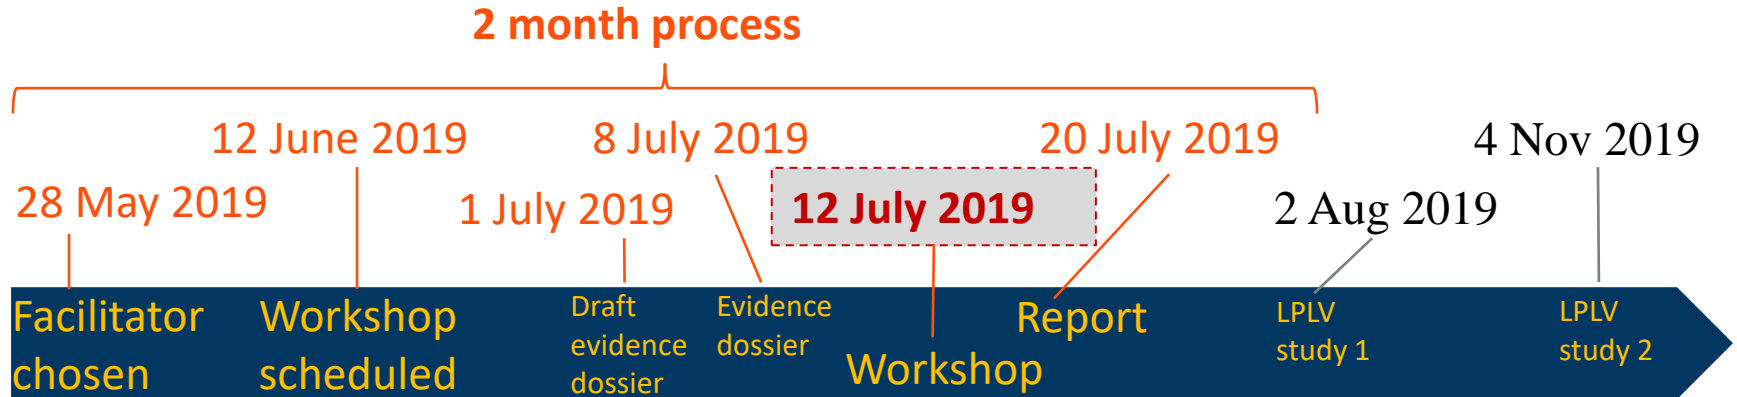 2 month process
12 June 2019
8 July 2019
20 July 2019
4 Nov 2019
28 May 2019
1 July 2019
12 July 2019
2 Aug 2019
Facilitator
chosen
Workshop
scheduled
Draft
evidence
dossier
Evidence
dossier
Workshop
Report
LPLV
study 1
LPLV
study 2